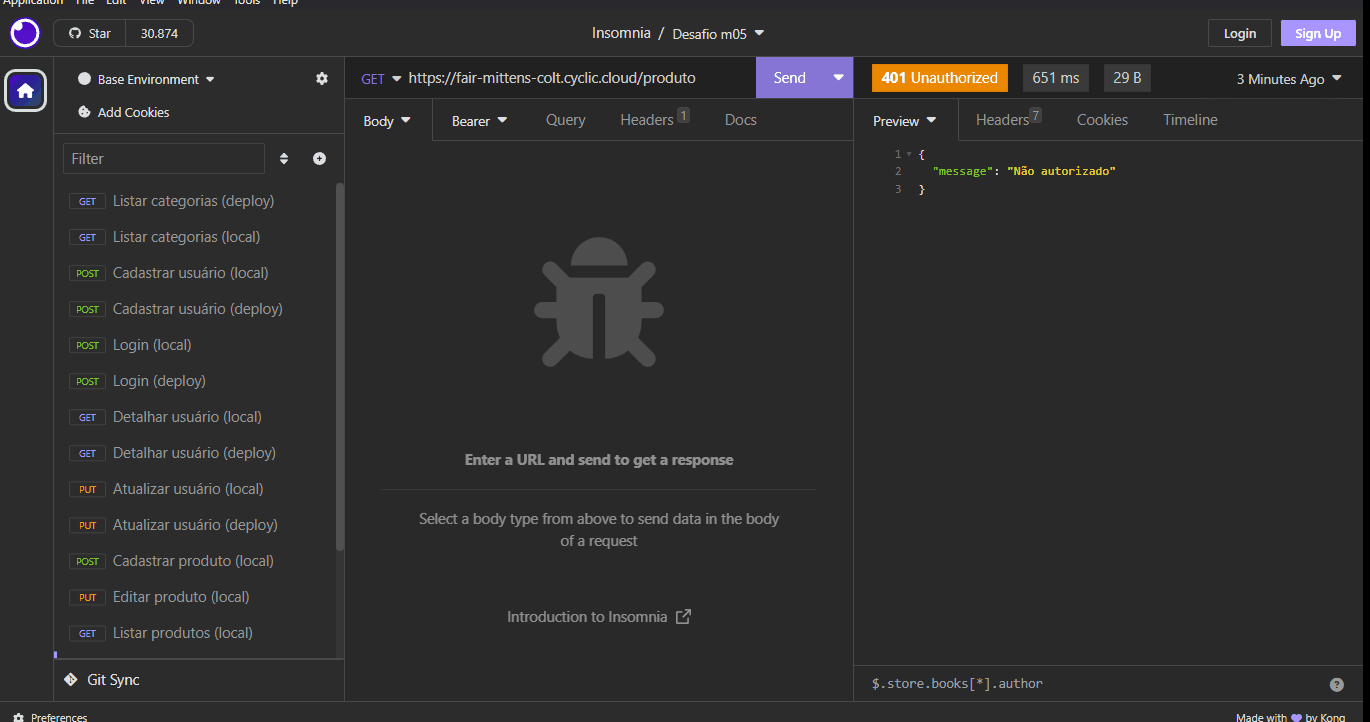 Application File Edit View Window Tools Help
Star 30.874
Insomnia / Desafio m05
Login
Sign Up
Base Environment
Add Cookies
Filter
GET Listar categorias (deploy)
GET Listar categorias (local)
POST Cadastrar usuário (local)
POST Cadastrar usuário (deploy)
POST Login (local)
POST Login (deploy)
GET Detalhar usuário (local)
GET Detalhar usuário (deploy)
PUT Atualizar usuário (local)
PUT Atualizar usuário (deploy)
POST Cadastrar produto (local)
PUT Editar produto (local)
GET Listar produtos (local)
Git Sync
Preferences
GET https://fair-mittens-colt.cyclic.cloud/produto
Send
Body Bearer Query Headers 1 Docs
Enter a URL and send to get a response
Select a body type from above to send data in the body
of a request
Introduction to Insomnia
401 Unauthorized 651 ms 29 B 3 Minutes Ago
Preview Headers 7 Cookies Timeline
1 {
2 "message": "Não autorizado"
3 }
$.store.books[*].author ?
Made with by Kong